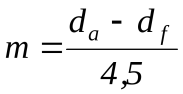 m = (d_a - d_f) / 4,5